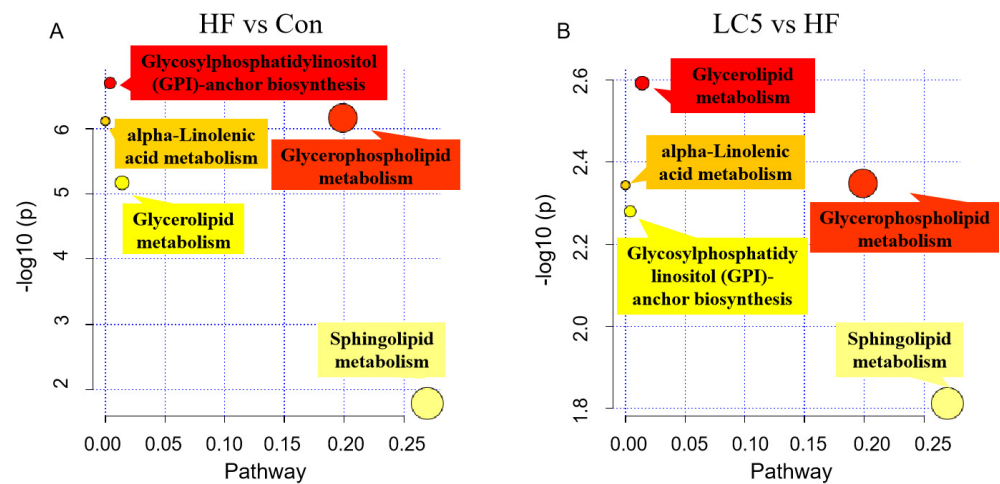 A
HF vs Con
Glycosylphosphatidylinositol
(GPI)-anchor biosynthesis
alpha-Linolenic
acid metabolism
Glycerophospholipid
metabolism
Glycerolipid
metabolism
Sphingolipid
metabolism
-log10 (p)
6
5
4
3
2
0.00 0.05 0.10 0.15 0.20 0.25
Pathway
B
LC5 vs HF
Glycerolipid
metabolism
alpha-Linolenic
acid metabolism
Glycerophospholipid
metabolism
Glycosylphosphatidy
linositol (GPI)-
anchor biosynthesis
Sphingolipid
metabolism
-log10 (p)
2.6
2.4
2.2
2.0
1.8
0.00 0.05 0.10 0.15 0.20 0.25
Pathway